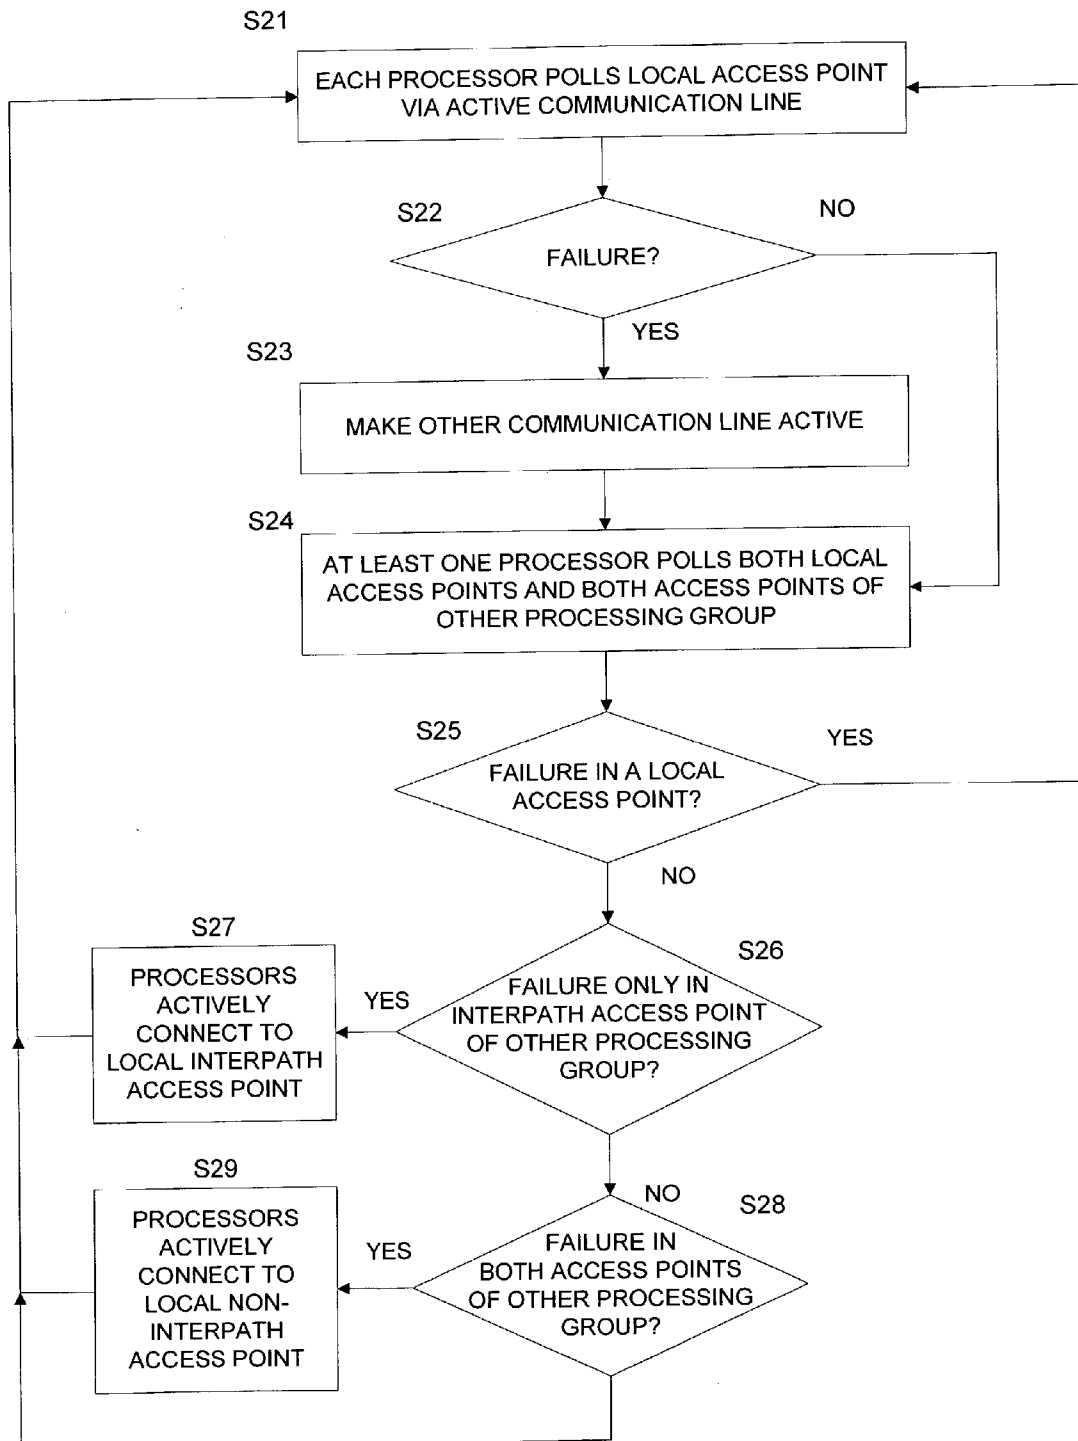 S21
EACH PROCESSOR POLLS LOCAL ACCESS POINT
VIA ACTIVE COMMUNICATION LINE
S22
NO
FAILURE?
YES
S23
MAKE OTHER COMMUNICATION LINE ACTIVE
S24
AT LEAST ONE PROCESSOR POLLS BOTH LOCAL
ACCESS POINTS AND BOTH ACCESS POINTS OF
OTHER PROCESSING GROUP
S25
YES
FAILURE IN A LOCAL
ACCESS POINT?
NO
S26
FAILURE ONLY IN
INTERPATH ACCESS POINT
OF OTHER PROCESSING
GROUP?
YES
S27
PROCESSORS
ACTIVELY
CONNECT TO
LOCAL INTERPATH
ACCESS POINT
NO
S28
FAILURE IN
BOTH ACCESS POINTS
OF OTHER PROCESSING
GROUP?
YES
S29
PROCESSORS
ACTIVELY
CONNECT TO
LOCAL NON-
INTERPATH
ACCESS POINT